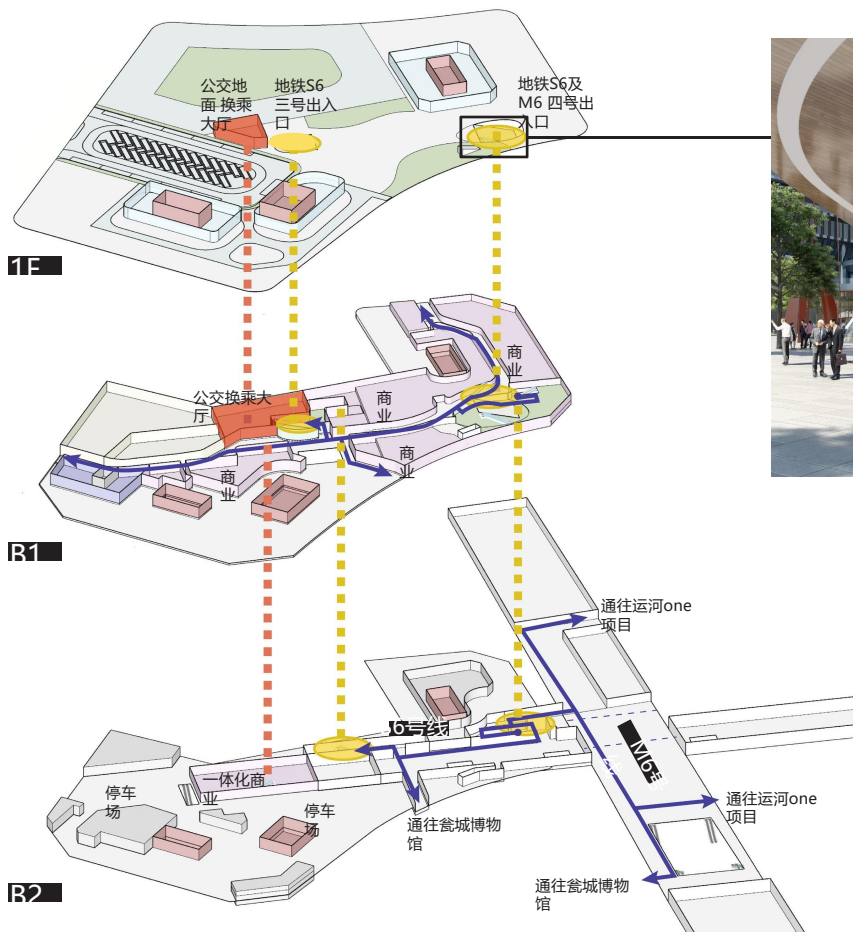 公交地
面 换乘
大厅
地铁S6
三号出入
口
地铁S6及
M6 四号出
入口
1F
商
业
公交换乘大
厅
商
业
商
业
商
业
B1
通往运河one
项目
6号线
M6号
一体化商
业
停车
场
停车
场
通往瓮城博物
馆
通往运河one
项目
通往瓮城博物
馆
B2